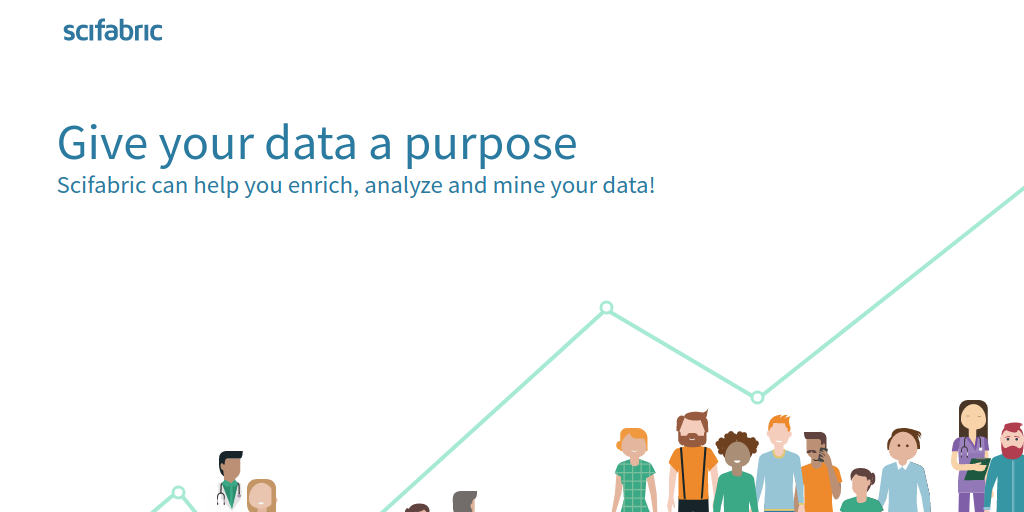 scifabric
Give your data a purpose
Scifabric can help you enrich, analyze and mine your data!